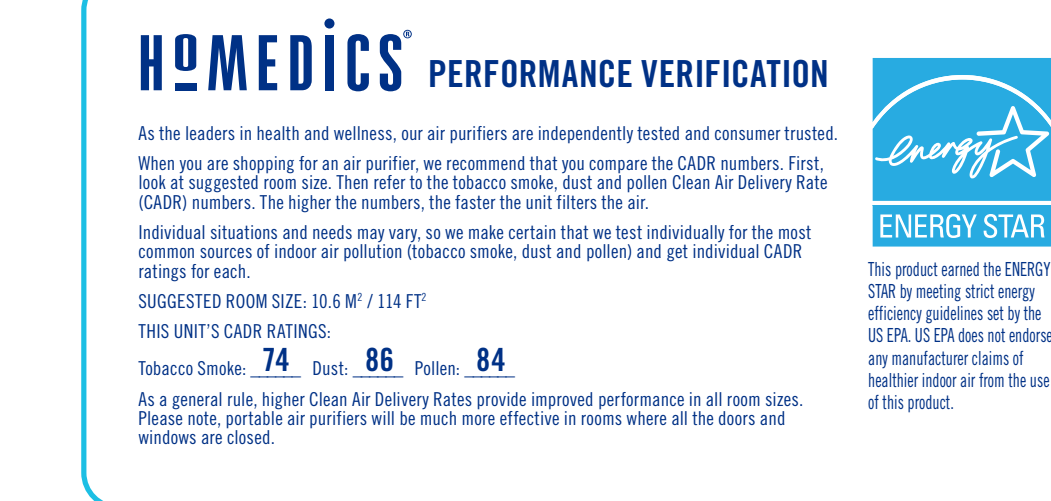 HoMEDiCS® PERFORMANCE VERIFICATION
As the leaders in health and wellness, our air purifiers are independently tested and consumer trusted.
When you are shopping for an air purifier, we recommend that you compare the CADR numbers. First,
look at suggested room size. Then refer to the tobacco smoke, dust and pollen Clean Air Delivery Rate
(CADR) numbers. The higher the numbers, the faster the unit filters the air.
Individual situations and needs may vary, so we make certain that we test individually for the most
common sources of indoor air pollution (tobacco smoke, dust and pollen) and get individual CADR
ratings for each.
SUGGESTED ROOM SIZE: 10.6 M² / 114 FT²
THIS UNIT'S CADR RATINGS:
Tobacco Smoke: 74 Dust: 86 Pollen: 84
As a general rule, higher Clean Air Delivery Rates provide improved performance in all room sizes.
Please note, portable air purifiers will be much more effective in rooms where all the doors and
windows are closed.
energy
ENERGY STAR
This product earned the ENERGY
STAR by meeting strict energy
efficiency guidelines set by the
US EPA. US EPA does not endorse
any manufacturer claims of
healthier indoor air from the use
of this product.